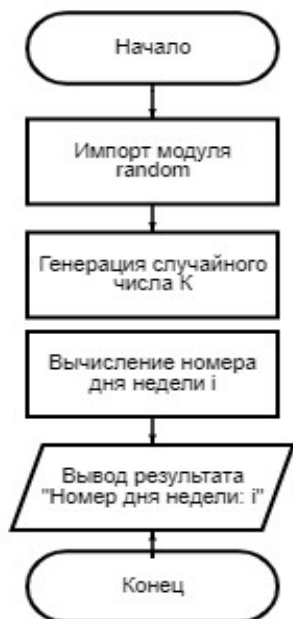 Начало
Импорт модуля
random
Генерация случайного
числа К
Вычисление номера
дня недели i
Вывод результата
"Номер дня недели: i"
Конец